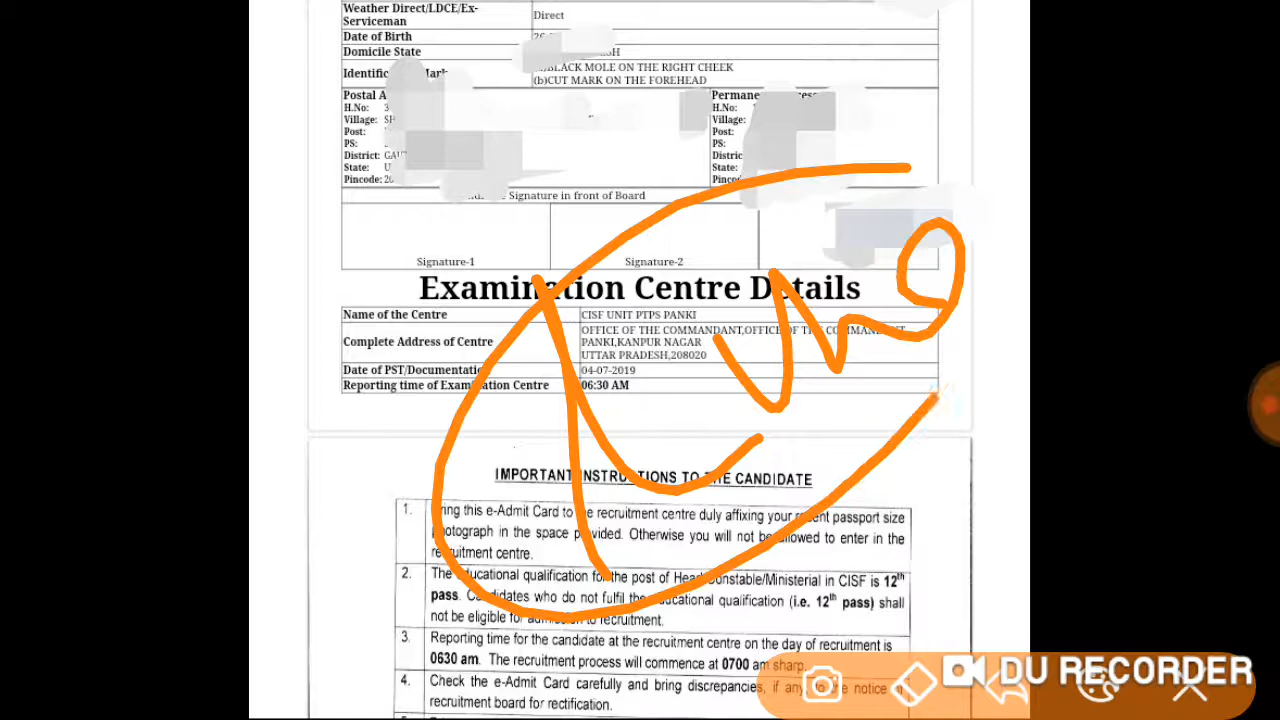 Weather Direct/LDCE/Ex-Serviceman Direct
Date of Birth
Domicile State
(b)CUT MARK ON THE FOREHEAD
BLACK MOLE ON THE RIGHT CHEEK
Postal
H.No: H.No:
Village: Village:
Post: Post:
PS: PS:
District:
State: State:
Pincode:
Signature in front of Board
Signature-1 Signature-2
Examination Centre Details
Name of the Centre CISF UNIT PTPS PANKI
Complete Address of Centre OFFICE OF THE COMMANDANT,OFFICE OF THE COMMANDANT
PANKI,KANPUR NAGAR
UTTAR PRADESH,208020
Date of PST/Documentation 04-07-2019
Reporting time of Examination Centre 06:30 AM
IMPORTANT INSTRUCTIONS TO THE CANDIDATE
1. Bring this e-Admit Card to the recruitment centre duly affixing your recent passport size
photograph in the space provided. Otherwise you will not be allowed to enter in the
recruitment centre.
2. The educational qualification for the post of Head Constable/Ministerial in CISF is 12th
pass. Candidates who do not fulfil the educational qualification (i.e. 12th pass) shall
not be eligible for admission to recruitment.
3. Reporting time for the candidate at the recruitment centre on the day of recruitment is
0630 am. The recruitment process will commence at 0700 am sharp.
4. Check the e-Admit Card carefully and bring discrepancies, if any, to the notice
recruitment board for rectification.
DU RECORDER